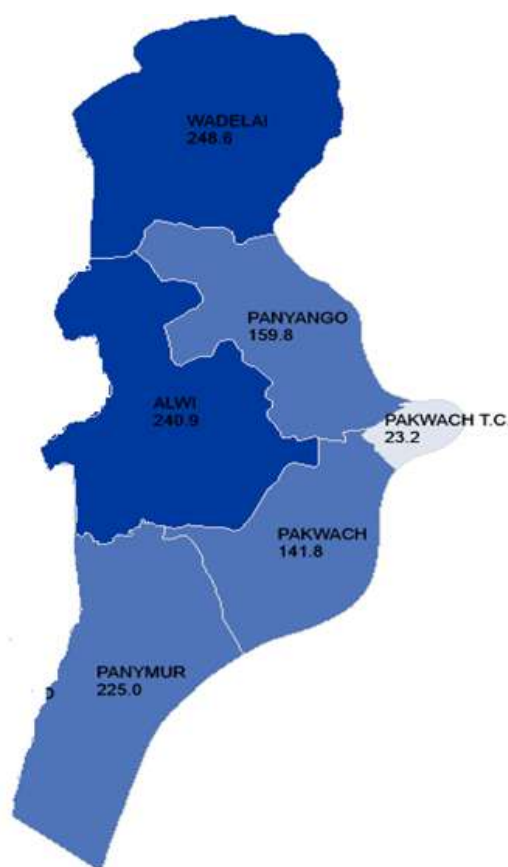 WADELAI
248.6
PANYANGO
159.8
ALWI
240.9
PAKWACH T.C
23.2
PAKWACH
141.8
PANYMUR
225.0